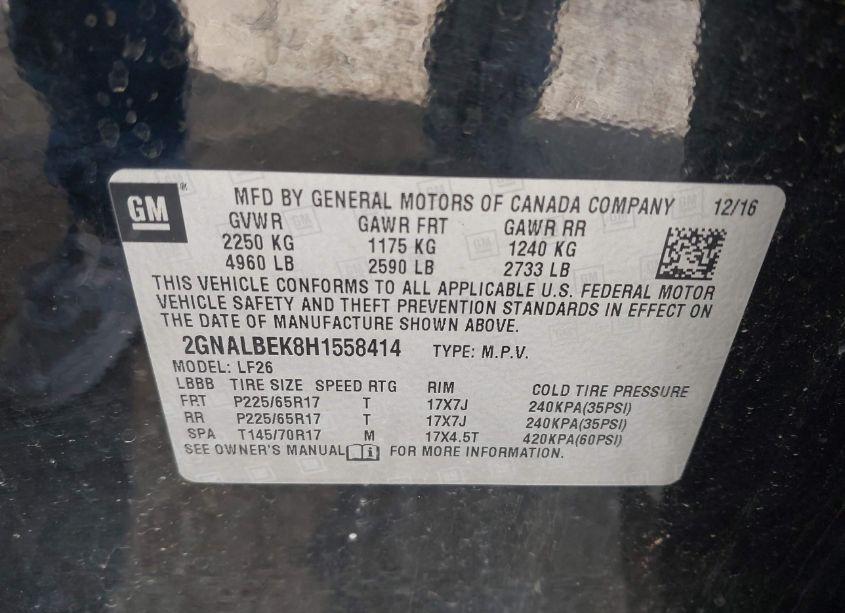 GM® MFD BY GENERAL MOTORS OF CANADA COMPANY 12/16
GVWR GAWR FRT GAWR RR
2250 KG 1175 KG 1240 KG
4960 LB 2590 LB 2733 LB
THIS VEHICLE CONFORMS TO ALL APPLICABLE U.S. FEDERAL MOTOR
VEHICLE SAFETY AND THEFT PREVENTION STANDARDS IN EFFECT ON
THE DATE OF MANUFACTURE SHOWN ABOVE.
2GNALBEK8H1558414 TYPE: M.P.V.
MODEL: LF26
LBBB TIRE SIZE SPEED RTG RIM COLD TIRE PRESSURE
FRT P225/65R17 T 17X7J 240KPA(35PSI)
RR P225/65R17 T 17X7J 240KPA(35PSI)
SPA T145/70R17 M 17X4.5T 420KPA(60PSI)
SEE OWNER'S MANUAL FOR MORE INFORMATION.